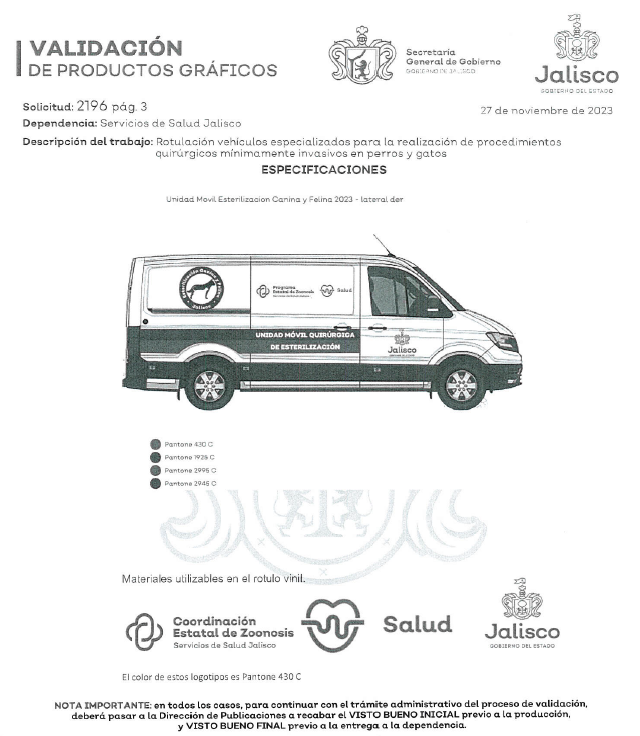 VALIDACIÓN
DE PRODUCTOS GRÁFICOS
Secretaría
General de Gobierno
GOBIERNO DE JALISCO
Jalisco
GOBIERNO DEL ESTADO
Solicitud: 2196 pág. 3
27 de noviembre de 2023
Dependencia: Servicios de Salud Jalisco
Descripción del trabajo: Rotulación vehículos especializados para la realización de procedimientos
quirúrgicos mínimamente invasivos en perros y gatos
ESPECIFICACIONES
Unidad Movil Esterilizacion Canina y Felina 2023 - lateral der
Programa
Estatal de Zoonosis
Salud
Jalisco
UNIDAD MÓVIL QUIRÚRGICA
DE ESTERILIZACIÓN
Jalisco
Pantone 430 C
Pantone 1925 C
Pantone 2995 C
Pantone 2945 C
Materiales utilizables en el rotulo vinil.
Coordinación
Estatal de Zoonosis
Servicios de Salud Jalisco
Salud
Jalisco
GOBIERNO DEL ESTADO
El color de estos logotipos es Pantone 430 C
NOTA IMPORTANTE: en todos los casos, para continuar con el trámite administrativo del proceso de validación,
deberá pasar a la Dirección de Publicaciones a recabar el VISTO BUENO INICIAL previo a la producción,
y VISTO BUENO FINAL previo a la entrega a la dependencia.